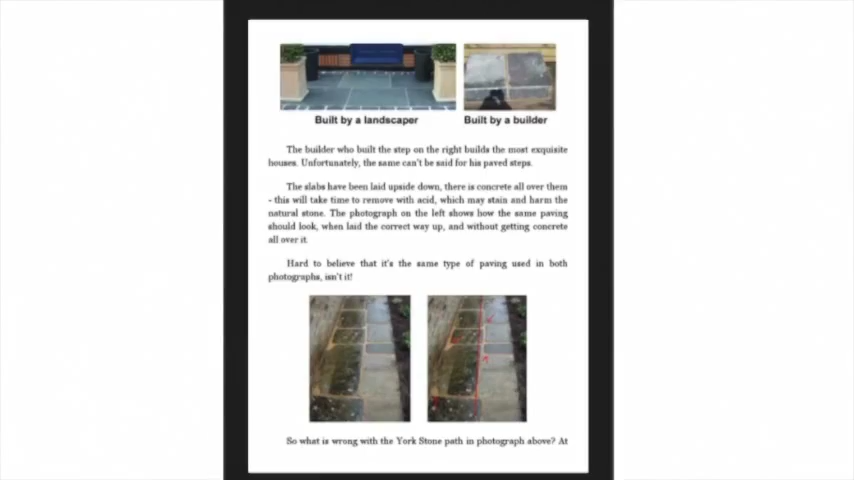 Built by a landscaper
Built by a builder
The builder who built the step on the right builds the most exquisite
houses. Unfortunately, the same can't be said for his paved steps.
The slabs have been laid upside down, there is concrete all over them
- this will take time to remove with acid, which may stain and harm the
natural stone. The photograph on the left shows how the same paving
should look, when laid the correct way up, and without getting concrete
all over it.
Hard to believe that it's the same type of paving used in both
photographs, isn't it!
So what is wrong with the York Stone path in photograph above? At